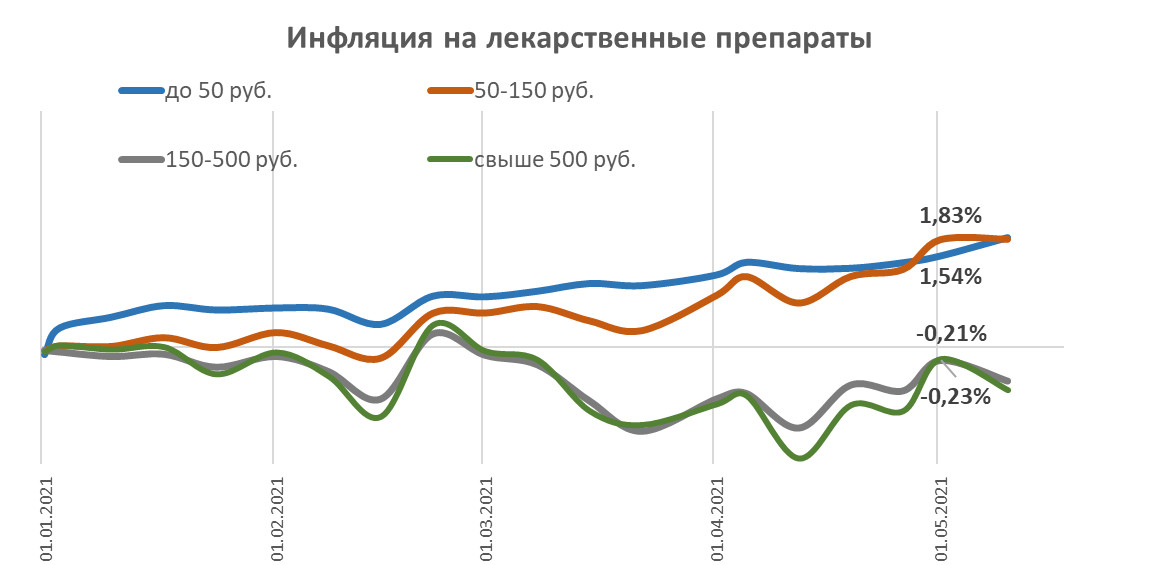 Инфляция на лекарственные препараты
до 50 руб.
50-150 руб.
150-500 руб.
свыше 500 руб.
1,83%
1,54%
-0,21%
-0,23%
01.01.2021
01.02.2021
01.03.2021
01.04.2021
01.05.2021